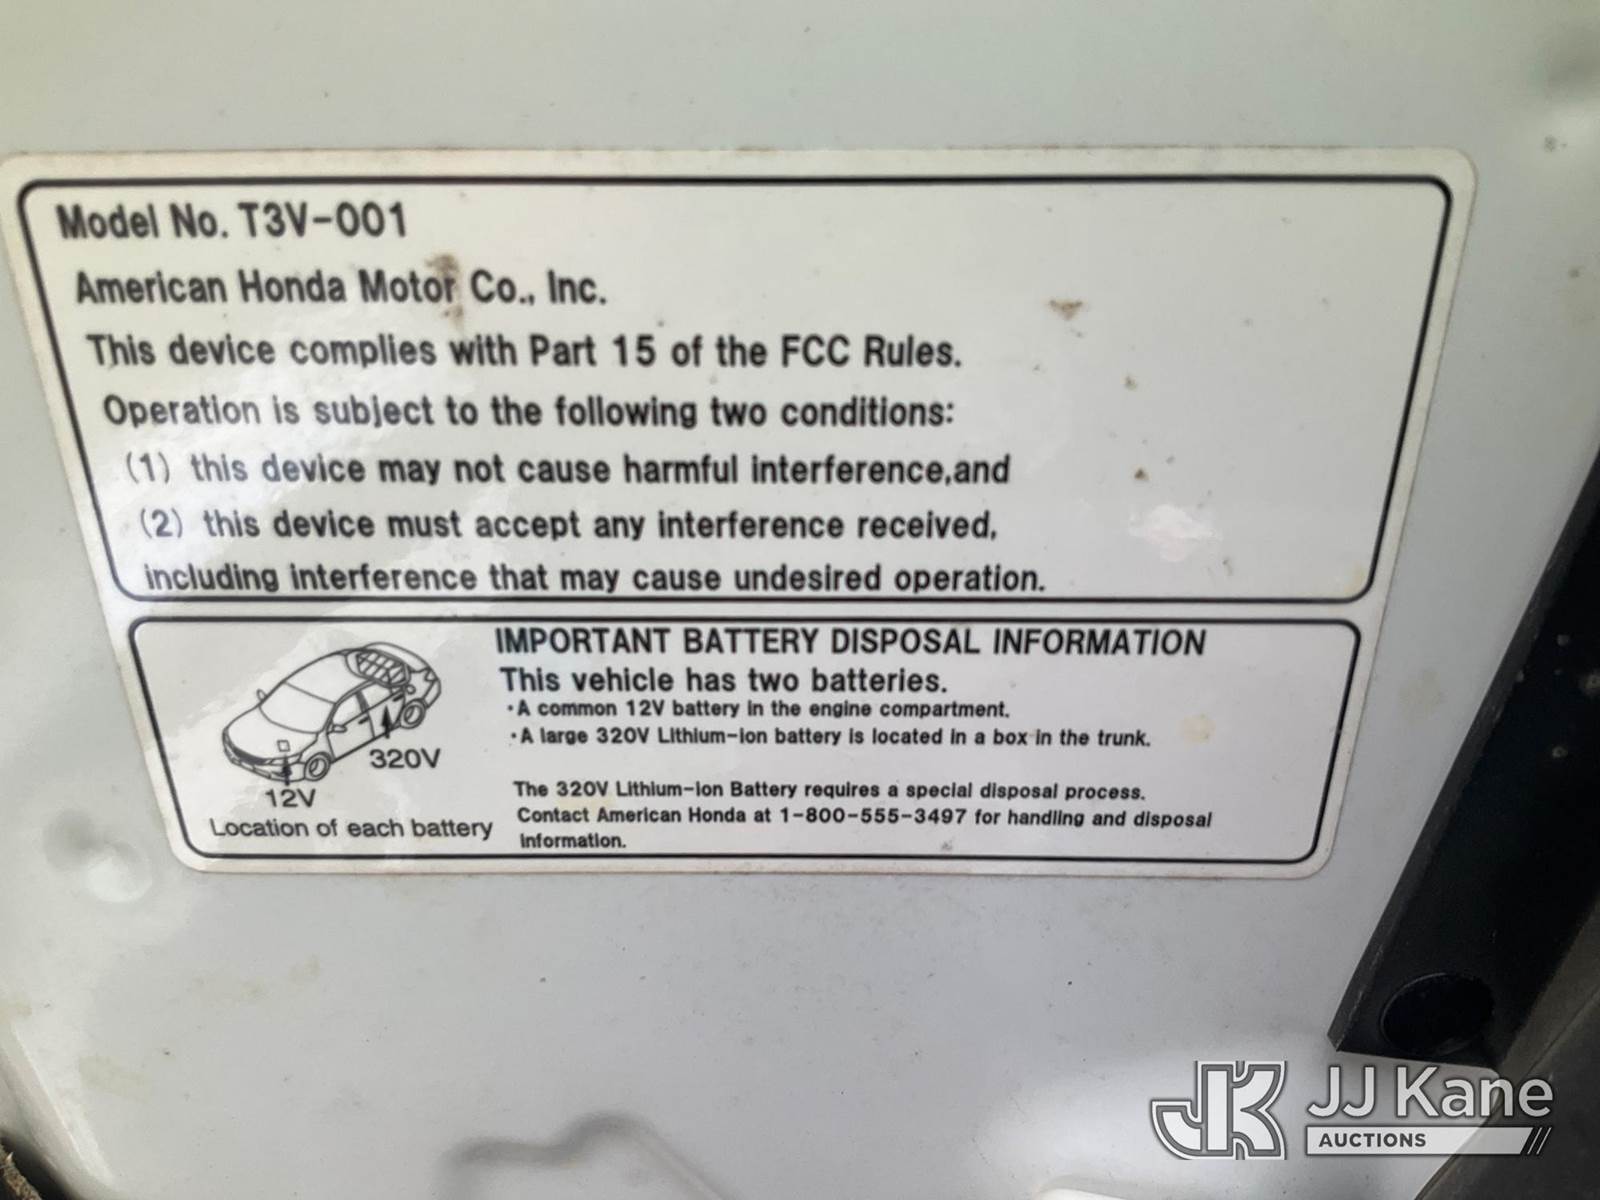 Model No. T3V-001
American Honda Motor Co., Inc.
This device complies with Part 15 of the FCC Rules.
Operation is subject to the following two conditions:
(1) this device may not cause harmful interference,and
(2) this device must accept any interference received,
including interference that may cause undesired operation.
IMPORTANT BATTERY DISPOSAL INFORMATION
This vehicle has two batteries.
・A common 12V battery in the engine compartment.
・A large 320V Lithium-Ion battery is located in a box in the trunk.
The 320V Lithium-Ion Battery requires a special disposal process.
Contact American Honda at 1-800-555-3497 for handling and disposal
information.
320V
12V
Location of each battery
JK JJ Kane
AUCTIONS